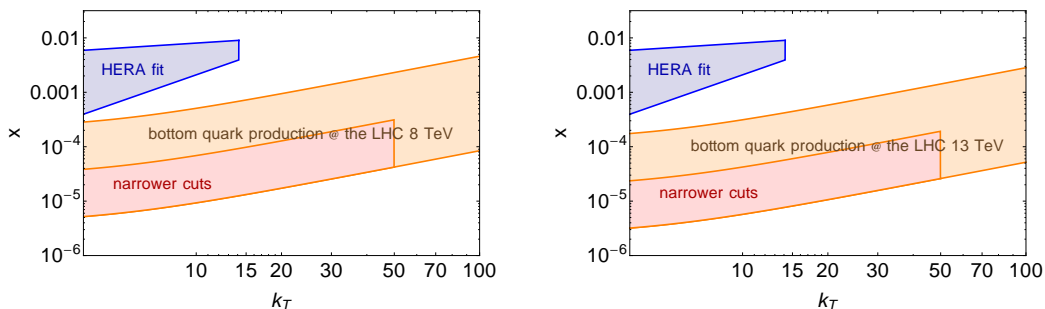 0.01
0.001
10⁻⁴
10⁻⁵
10⁻⁶
x
HERA fit
bottom quark production @ the LHC 8 TeV
narrower cuts
10 15 20 30 50 70 100
k_T
0.01
0.001
10⁻⁴
10⁻⁵
10⁻⁶
x
HERA fit
bottom quark production @ the LHC 13 TeV
narrower cuts
10 15 20 30 50 70 100
k_T